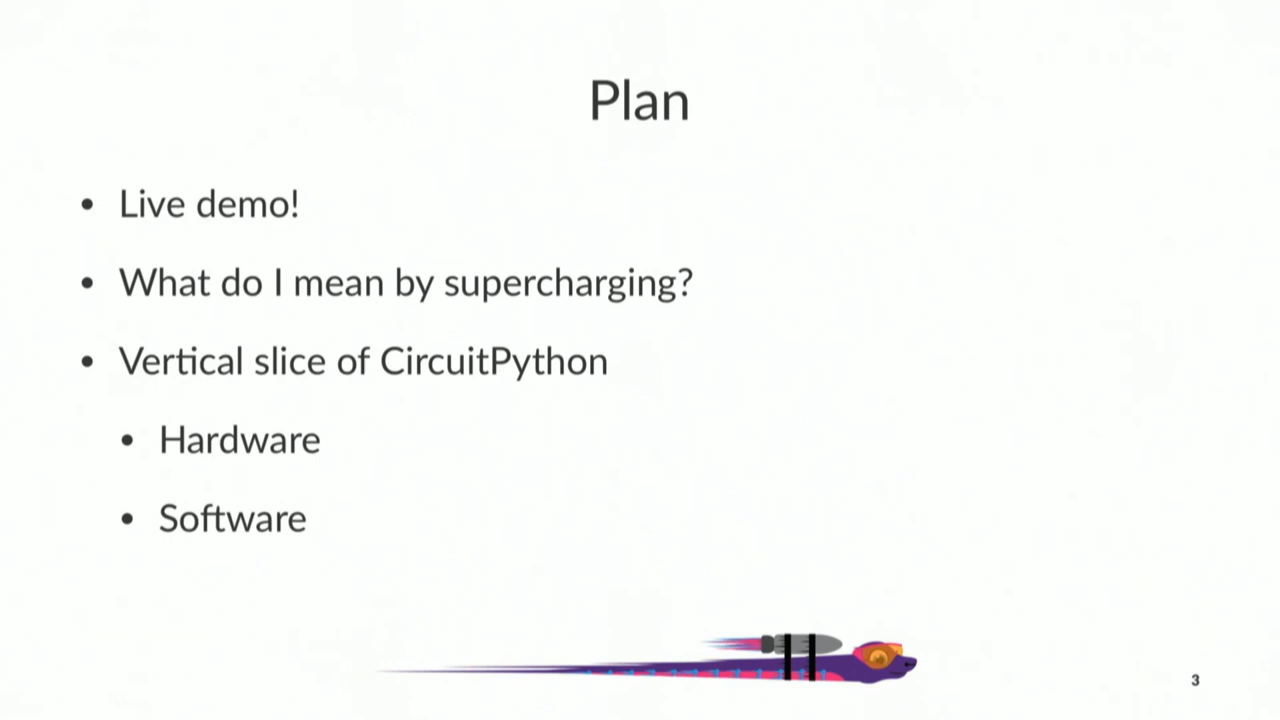 Plan
• Live demo!
• What do I mean by supercharging?
• Vertical slice of CircuitPython
• Hardware
• Software
3